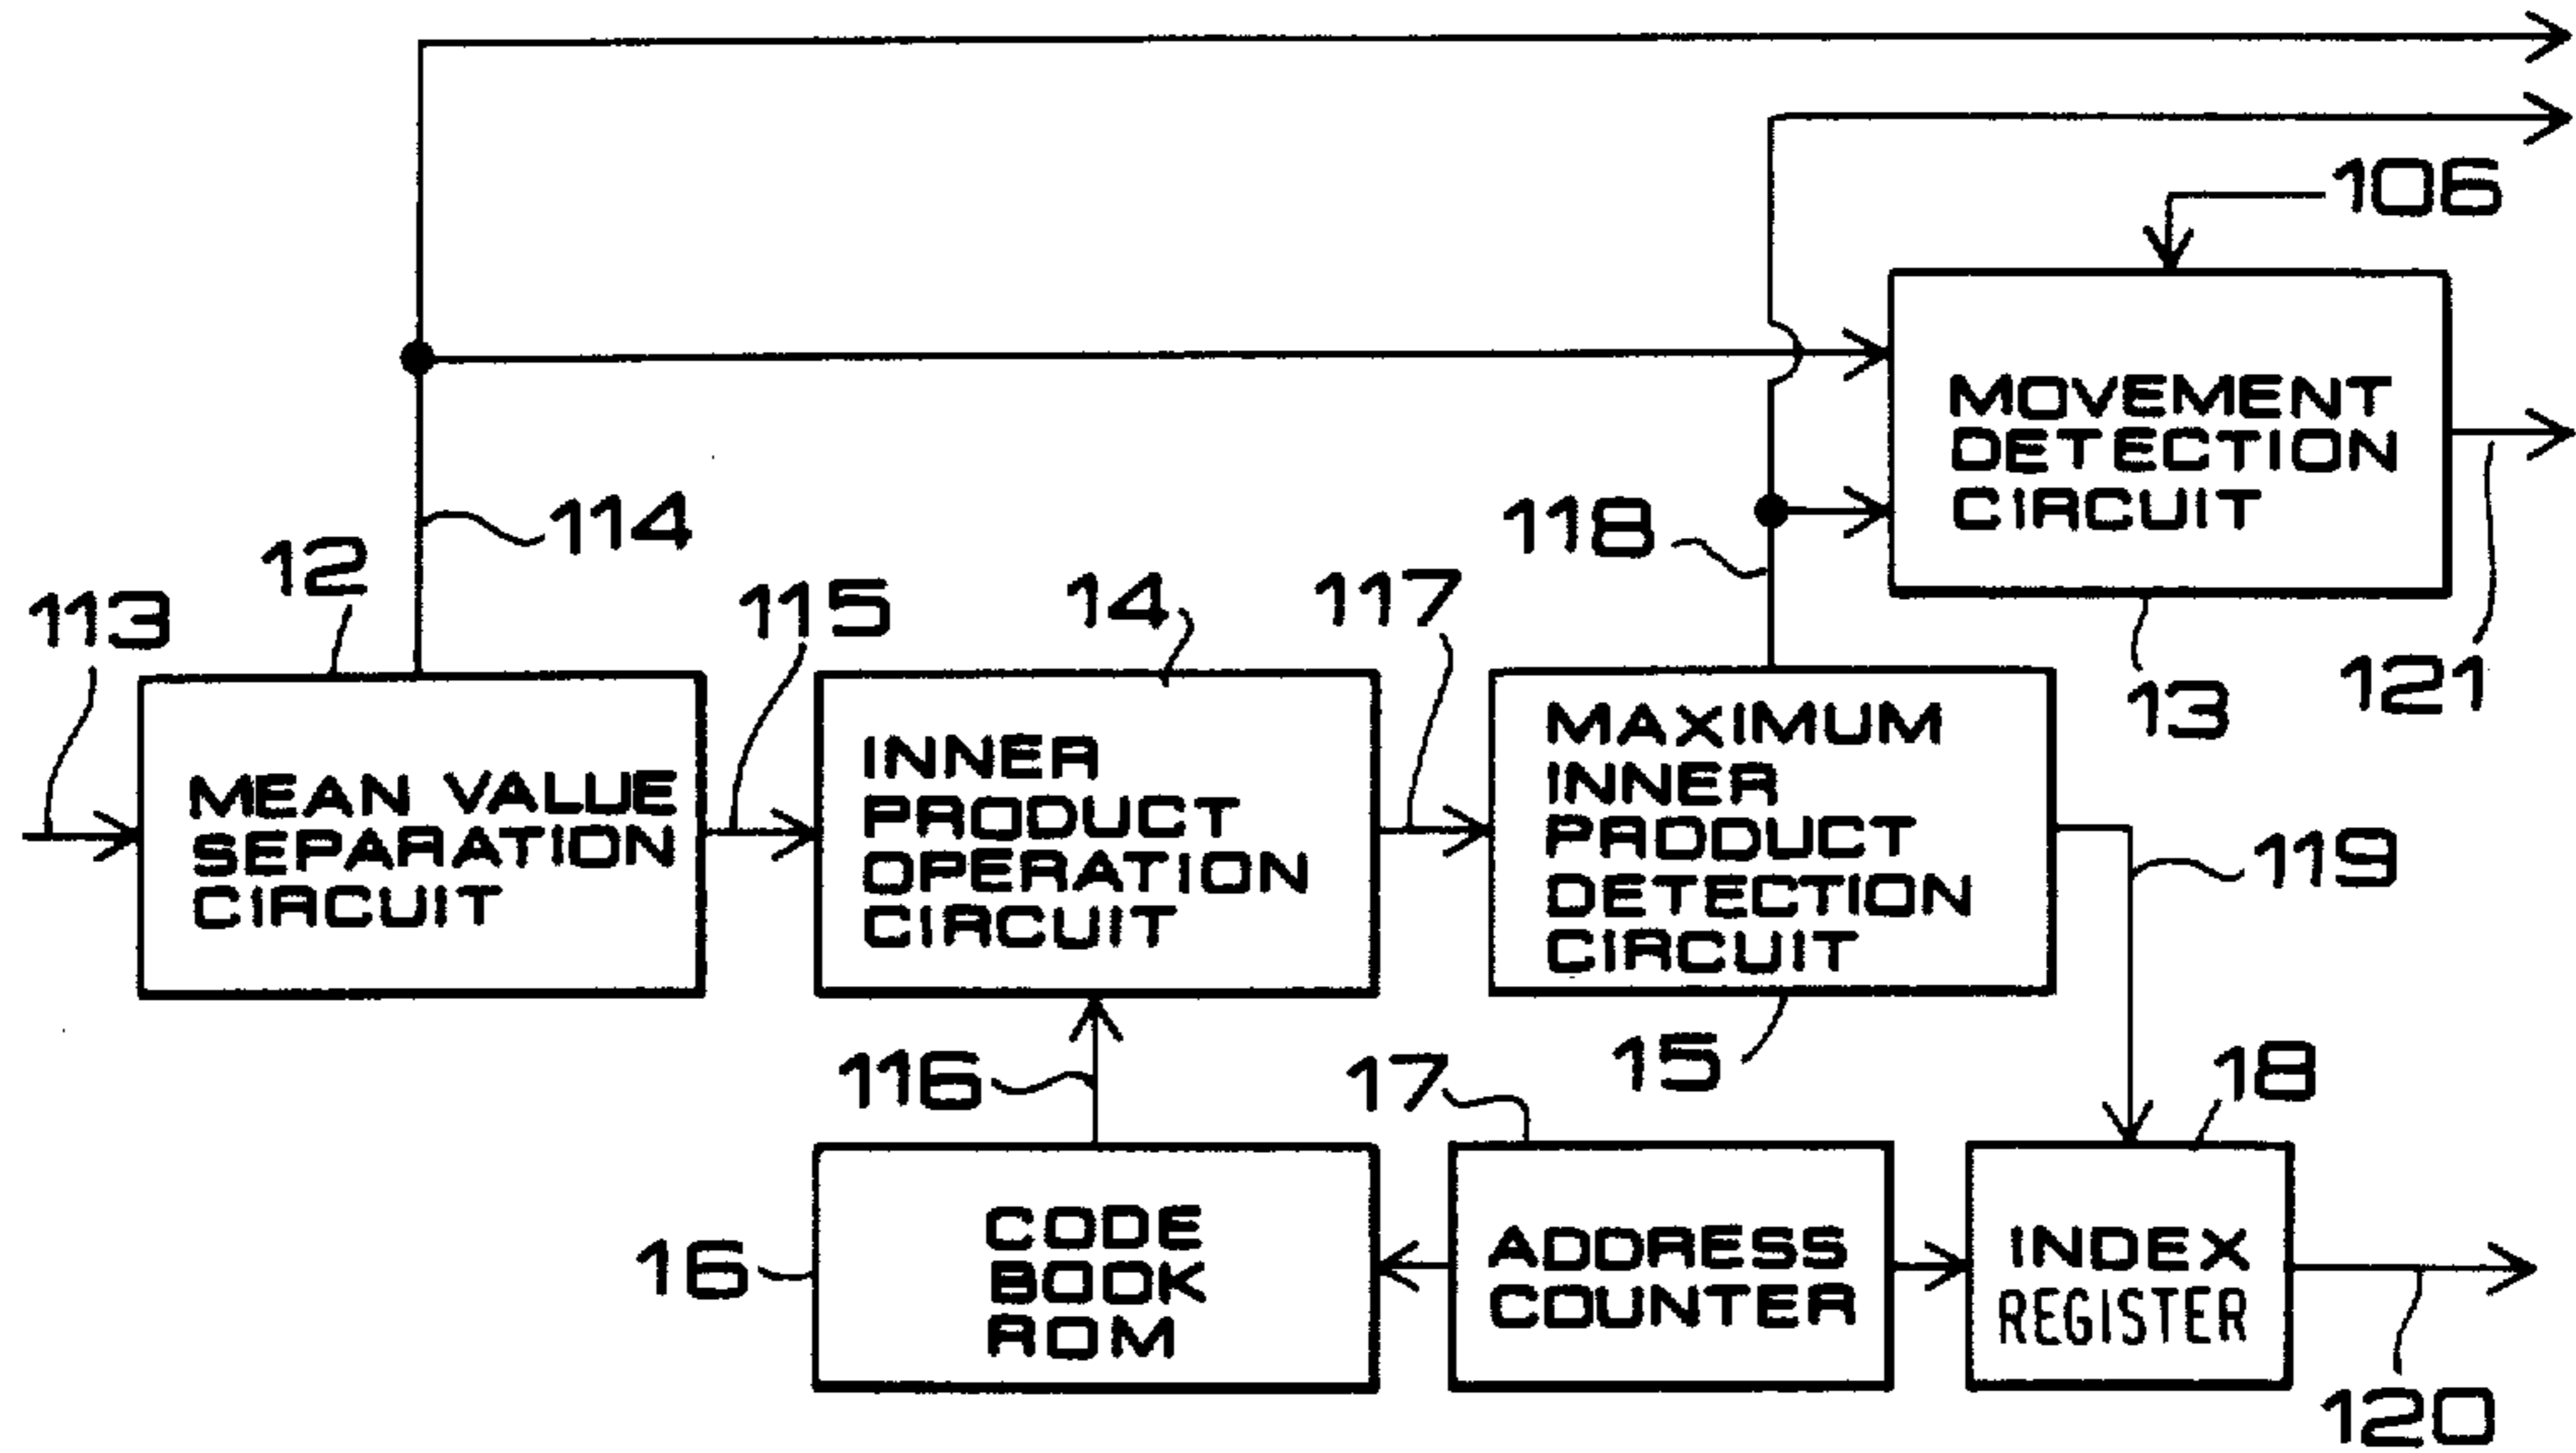 106
MOVEMENT
DETECTION
CIRCUIT
114
118
12
113
115
14
117
13
121
MEAN VALUE
SEPARATION
CIRCUIT
INNER
PRODUCT
OPERATION
CIRCUIT
MAXIMUM
INNER
PRODUCT
DETECTION
CIRCUIT
119
116
17
15
18
16
CODE
BOOK
ROM
ADDRESS
COUNTER
INDEX
REGISTER
120